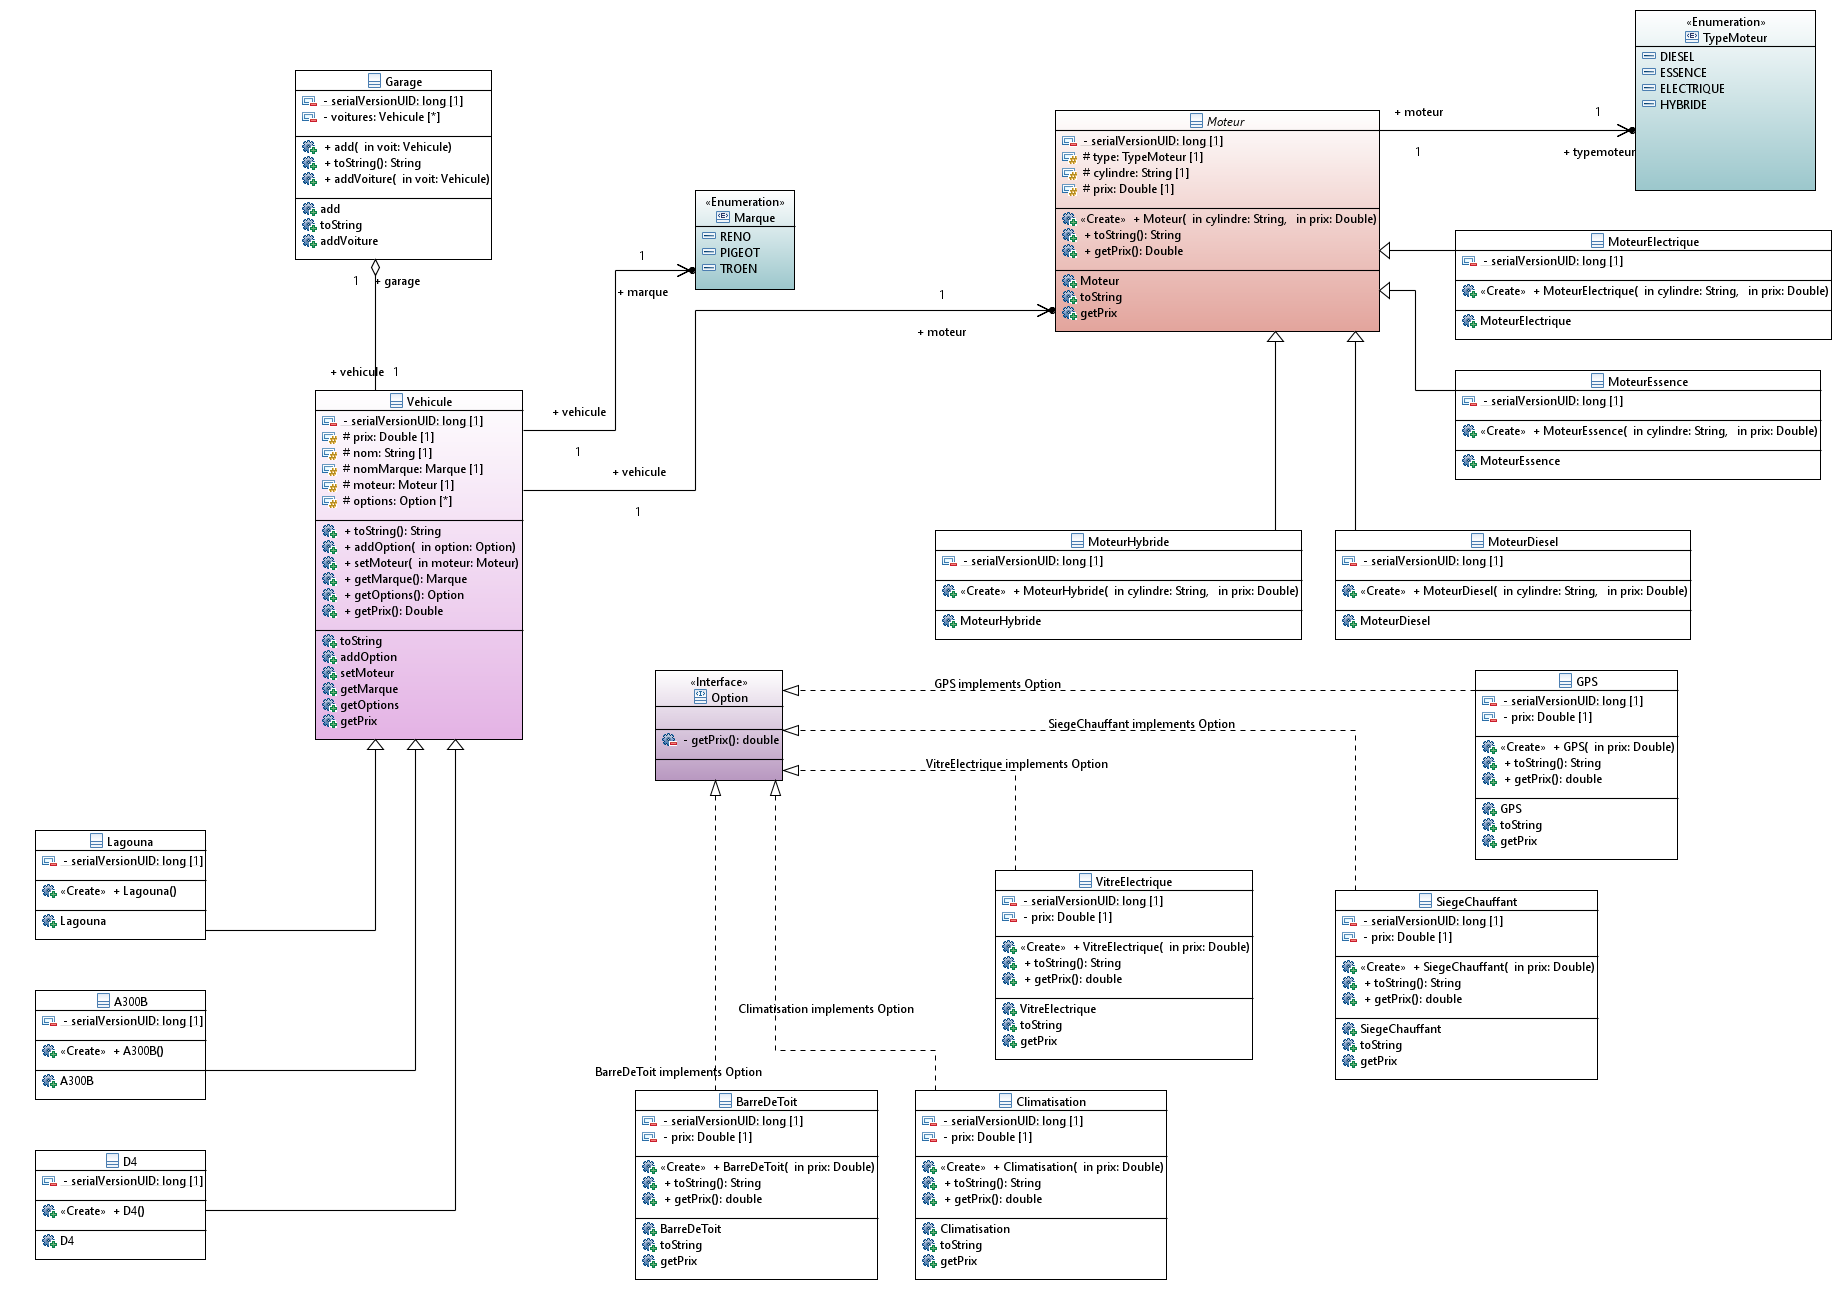 Garage
- serialVersionUID: long [1]
- voitures: Vehicule [*]
+ add( in voit: Vehicule)
+ toString(): String
+ addVoiture( in voit: Vehicule)
add
toString
addVoiture
1
+ garage
+ vehicule
1
Vehicule
- serialVersionUID: long [1]
# prix: Double [1]
# nom: String [1]
# nomMarque: Marque [1]
# moteur: Moteur [1]
# options: Option [*]
+ toString(): String
+ addOption( in option: Option)
+ setMoteur( in moteur: Moteur)
+ getMarque(): Marque
+ getOptions(): Option
+ getPrix(): Double
toString
addOption
setMoteur
getMarque
getOptions
getPrix
+ vehicule
1
1
+ marque
«Enumeration»
Marque
RENO
PIGEOT
TROEN
+ vehicule
1
1
+ moteur
Moteur
- serialVersionUID: long [1]
# type: TypeMoteur [1]
# cylindre: String [1]
# prix: Double [1]
«Create» + Moteur( in cylindre: String, in prix: Double)
+ toString(): String
+ getPrix(): Double
Moteur
toString
getPrix
+ moteur
1
1
+ typemoteur
«Enumeration»
TypeMoteur
DIESEL
ESSENCE
ELECTRIQUE
HYBRIDE
MoteurElectrique
- serialVersionUID: long [1]
«Create» + MoteurElectrique( in cylindre: String, in prix: Double)
MoteurElectrique
MoteurEssence
- serialVersionUID: long [1]
«Create» + MoteurEssence( in cylindre: String, in prix: Double)
MoteurEssence
MoteurHybride
- serialVersionUID: long [1]
«Create» + MoteurHybride( in cylindre: String, in prix: Double)
MoteurHybride
MoteurDiesel
- serialVersionUID: long [1]
«Create» + MoteurDiesel( in cylindre: String, in prix: Double)
MoteurDiesel
«Interface»
Option
- getPrix(): double
GPS implements Option
SiegeChauffant implements Option
VitreElectrique implements Option
Climatisation implements Option
BarreDeToit implements Option
GPS
- serialVersionUID: long [1]
- prix: Double [1]
«Create» + GPS( in prix: Double)
+ toString(): String
+ getPrix(): double
GPS
toString
getPrix
Lagouna
- serialVersionUID: long [1]
«Create» + Lagouna()
Lagouna
VitreElectrique
- serialVersionUID: long [1]
- prix: Double [1]
«Create» + VitreElectrique( in prix: Double)
+ toString(): String
+ getPrix(): double
VitreElectrique
toString
getPrix
SiegeChauffant
- serialVersionUID: long [1]
- prix: Double [1]
«Create» + SiegeChauffant( in prix: Double)
+ toString(): String
+ getPrix(): double
SiegeChauffant
toString
getPrix
A300B
- serialVersionUID: long [1]
«Create» + A300B()
A300B
BarreDeToit
- serialVersionUID: long [1]
- prix: Double [1]
«Create» + BarreDeToit( in prix: Double)
+ toString(): String
+ getPrix(): double
BarreDeToit
toString
getPrix
Climatisation
- serialVersionUID: long [1]
- prix: Double [1]
«Create» + Climatisation( in prix: Double)
+ toString(): String
+ getPrix(): double
Climatisation
toString
getPrix
D4
- serialVersionUID: long [1]
«Create» + D4()
D4